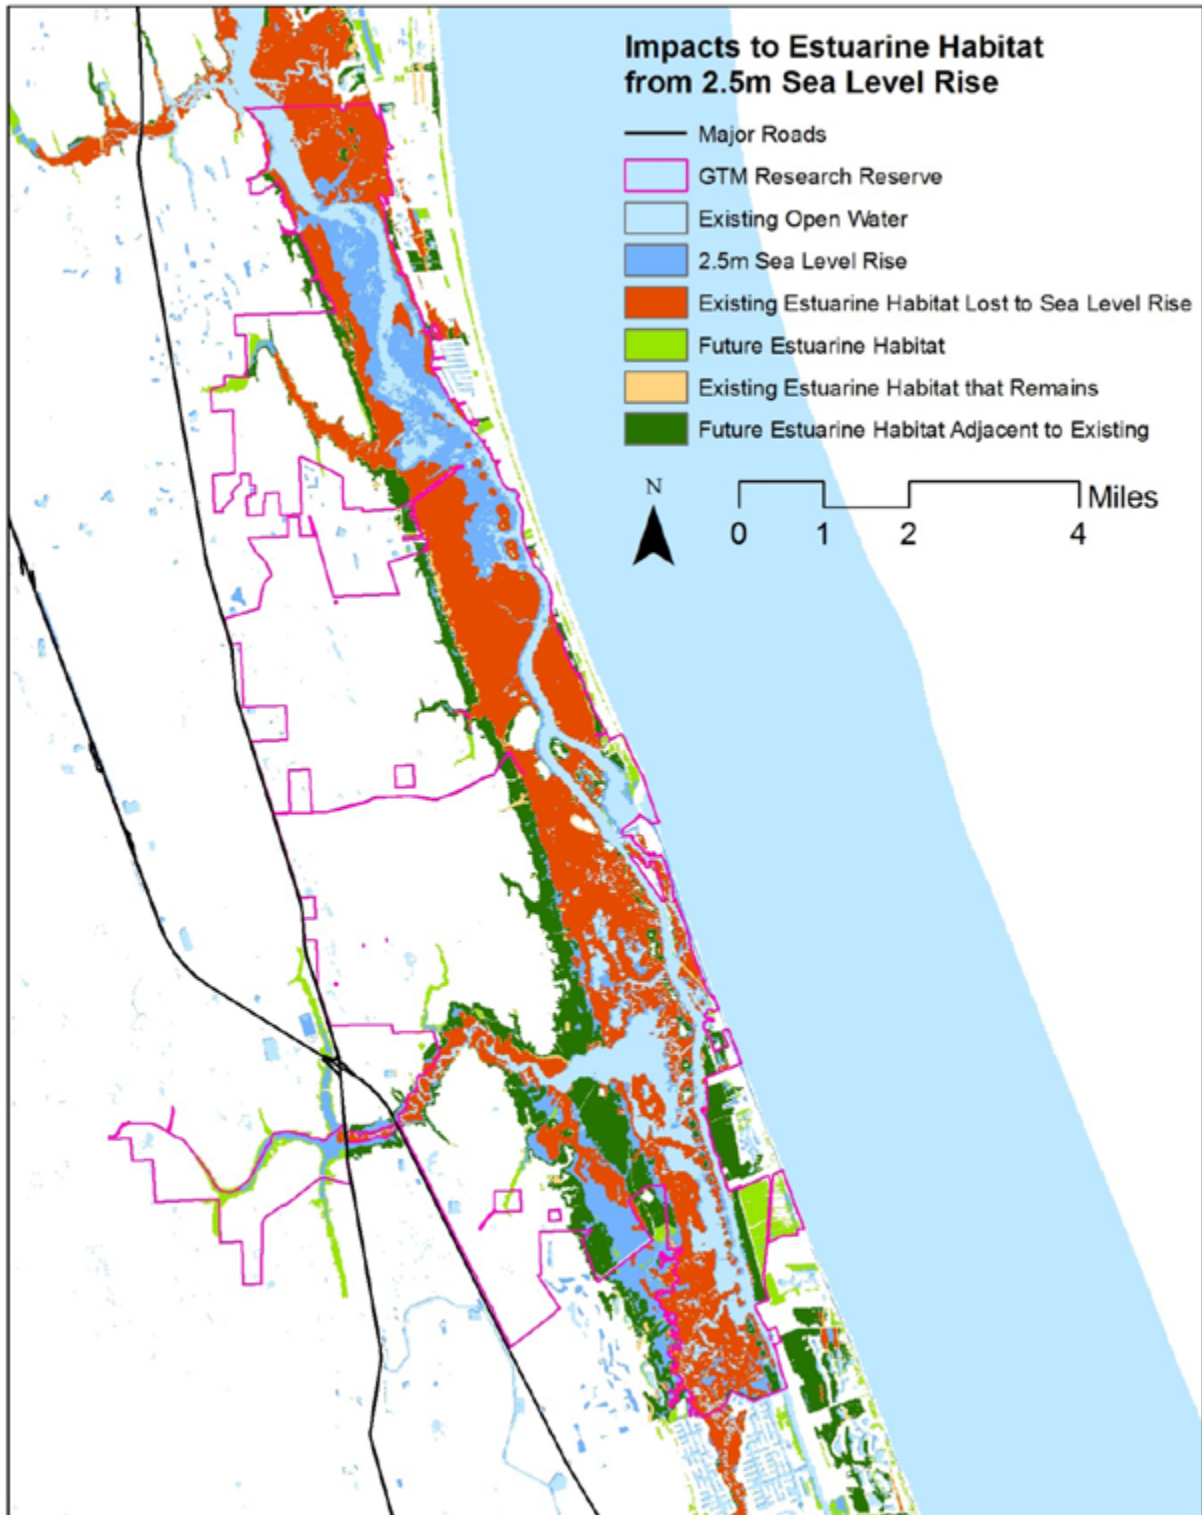 Impacts to Estuarine Habitat
from 2.5m Sea Level Rise
Major Roads
GTM Research Reserve
Existing Open Water
2.5m Sea Level Rise
Existing Estuarine Habitat Lost to Sea Level Rise
Future Estuarine Habitat
Existing Estuarine Habitat that Remains
Future Estuarine Habitat Adjacent to Existing
N
Miles
0 1 2 4